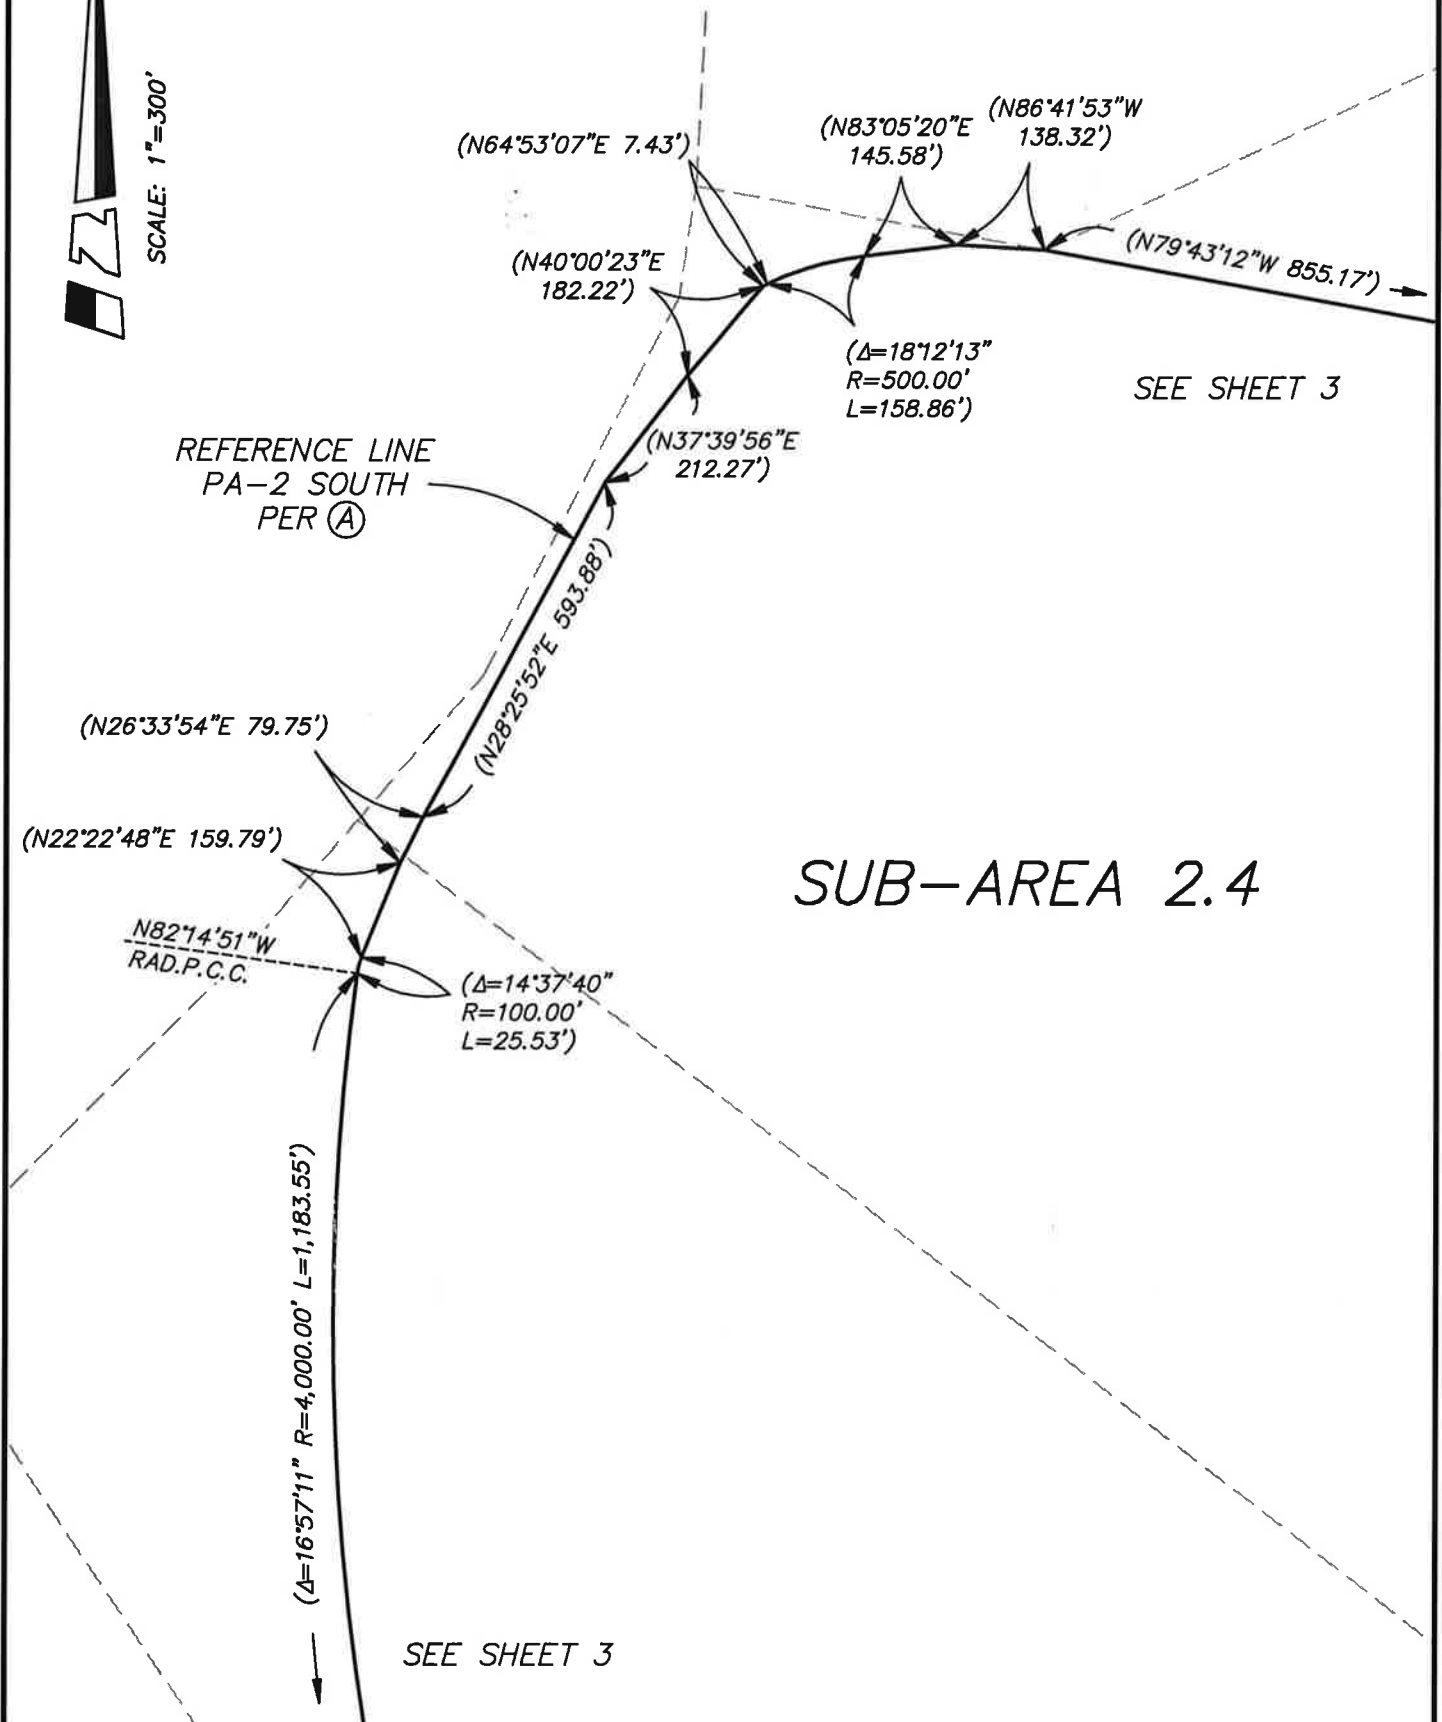 SCALE: 1"=300'
(N64°53'07"E 7.43')
(N83°05'20"E
145.58')
(N86°41'53"W
138.32')
(N40°00'23"E
182.22')
(N79°43'12"W 855.17')
(Δ=18°12'13"
R=500.00'
L=158.86')
SEE SHEET 3
REFERENCE LINE
PA-2 SOUTH
PER Ⓐ
(N37°39'56"E
212.27')
(N28°25'52"E 593.88')
(N26°33'54"E 79.75')
(N22°22'48"E 159.79')
SUB-AREA 2.4
N82°14'51"W
RAD.P.C.C.
(Δ=14°37'40"
R=100.00'
L=25.53')
(Δ=16°57'11" R=4,000.00' L=1,183.55')
SEE SHEET 3